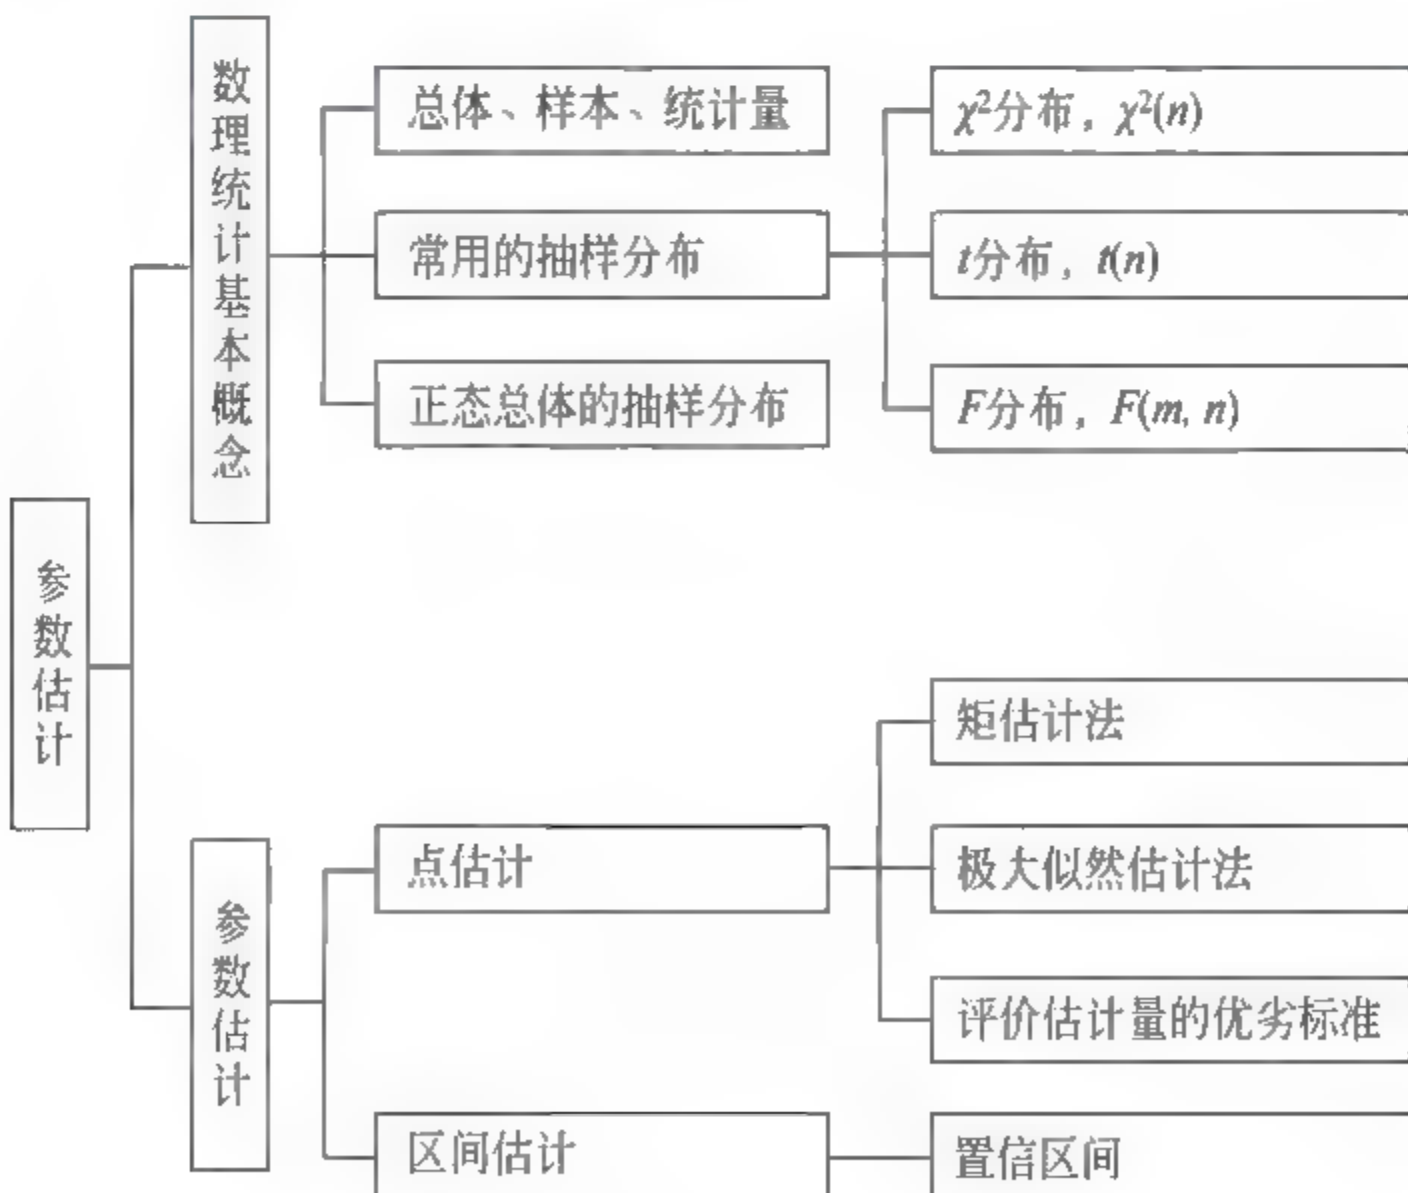 参数估计
数理统计基本概念
总体、样本、统计量
常用的抽样分布
χ²分布，χ²(n)
t分布，t(n)
F分布，F(m, n)
正态总体的抽样分布
参数估计
点估计
矩估计法
极大似然估计法
评价估计量的优劣标准
区间估计
置信区间